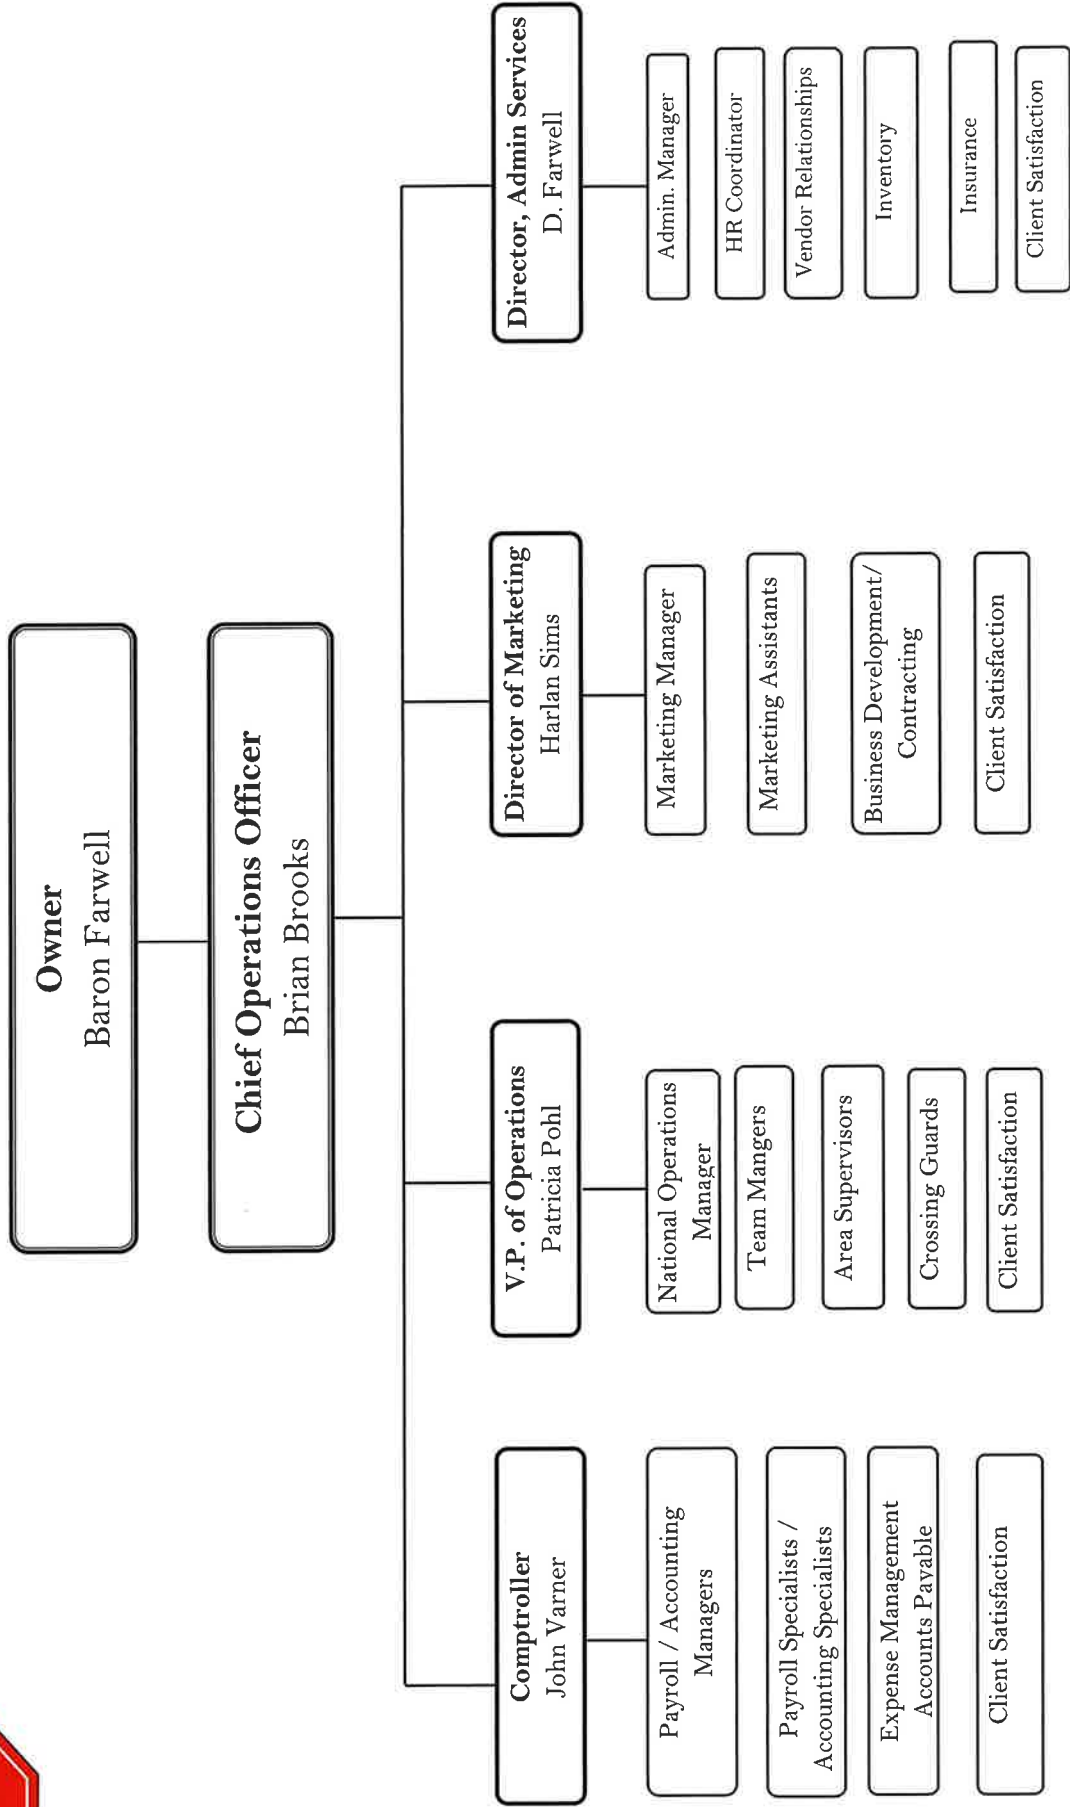 Owner
Baron Farwell
Chief Operations Officer
Brian Brooks
Comptroller
John Varner
Payroll / Accounting
Managers
Payroll Specialists /
Accounting Specialists
Expense Management
Accounts Payable
Client Satisfaction
V.P. of Operations
Patricia Pohl
National Operations
Manager
Team Mangers
Area Supervisors
Crossing Guards
Client Satisfaction
Director of Marketing
Harlan Sims
Marketing Manager
Marketing Assistants
Business Development/
Contracting
Client Satisfaction
Director, Admin Services
D. Farwell
Admin. Manager
HR Coordinator
Vendor Relationships
Inventory
Insurance
Client Satisfaction